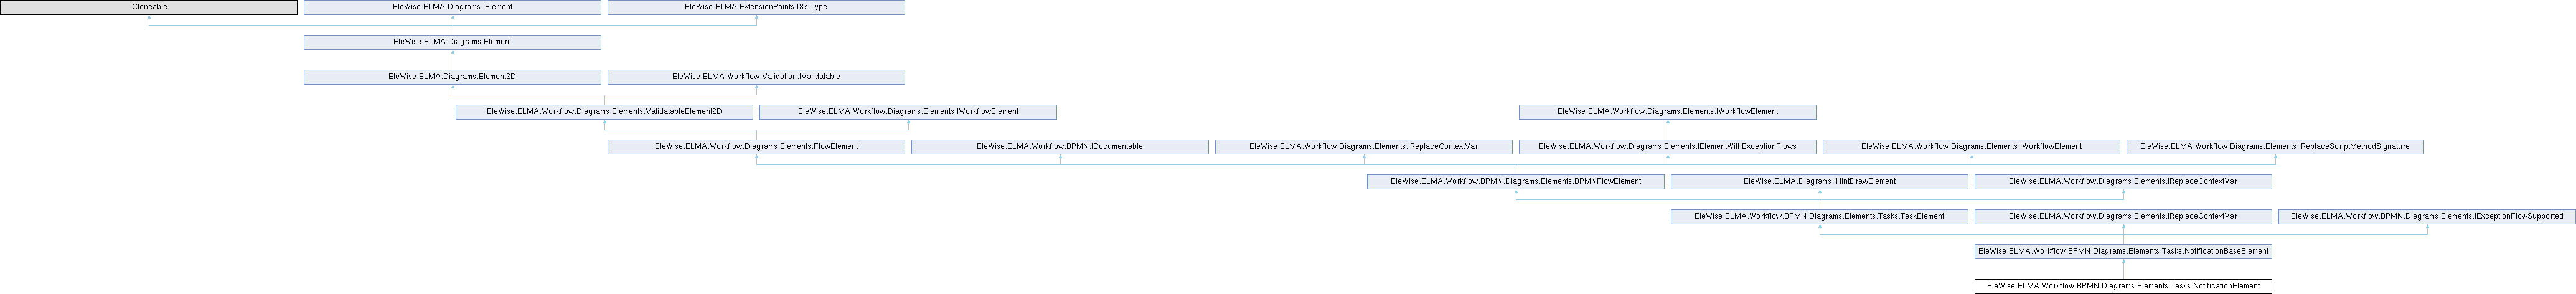 ICloneable
EleWise.ELMA.Diagrams.IElement
EleWise.ELMA.ExtensionPoints.IXsiType
EleWise.ELMA.Diagrams.Element
EleWise.ELMA.Diagrams.Element2D
EleWise.ELMA.Workflow.Validation.IValidatable
EleWise.ELMA.Workflow.Diagrams.Elements.ValidatableElement2D
EleWise.ELMA.Workflow.Diagrams.Elements.IWorkflowElement
EleWise.ELMA.Workflow.Diagrams.Elements.IWorkflowElement
EleWise.ELMA.Workflow.Diagrams.Elements.FlowElement
EleWise.ELMA.Workflow.BPMN.IDocumentable
EleWise.ELMA.Workflow.Diagrams.Elements.IReplaceContextVar
EleWise.ELMA.Workflow.Diagrams.Elements.IElementWithExceptionFlows
EleWise.ELMA.Workflow.Diagrams.Elements.IWorkflowElement
EleWise.ELMA.Workflow.Diagrams.Elements.IReplaceScriptMethodSignature
EleWise.ELMA.Workflow.BPMN.Diagrams.Elements.BPMNFlowElement
EleWise.ELMA.Diagrams.IHintDrawElement
EleWise.ELMA.Workflow.Diagrams.Elements.IReplaceContextVar
EleWise.ELMA.Workflow.BPMN.Diagrams.Elements.Tasks.TaskElement
EleWise.ELMA.Workflow.Diagrams.Elements.IReplaceContextVar
EleWise.ELMA.Workflow.BPMN.Diagrams.Elements.IExceptionFlowSupported
EleWise.ELMA.Workflow.BPMN.Diagrams.Elements.Tasks.NotificationBaseElement
EleWise.ELMA.Workflow.BPMN.Diagrams.Elements.Tasks.NotificationElement